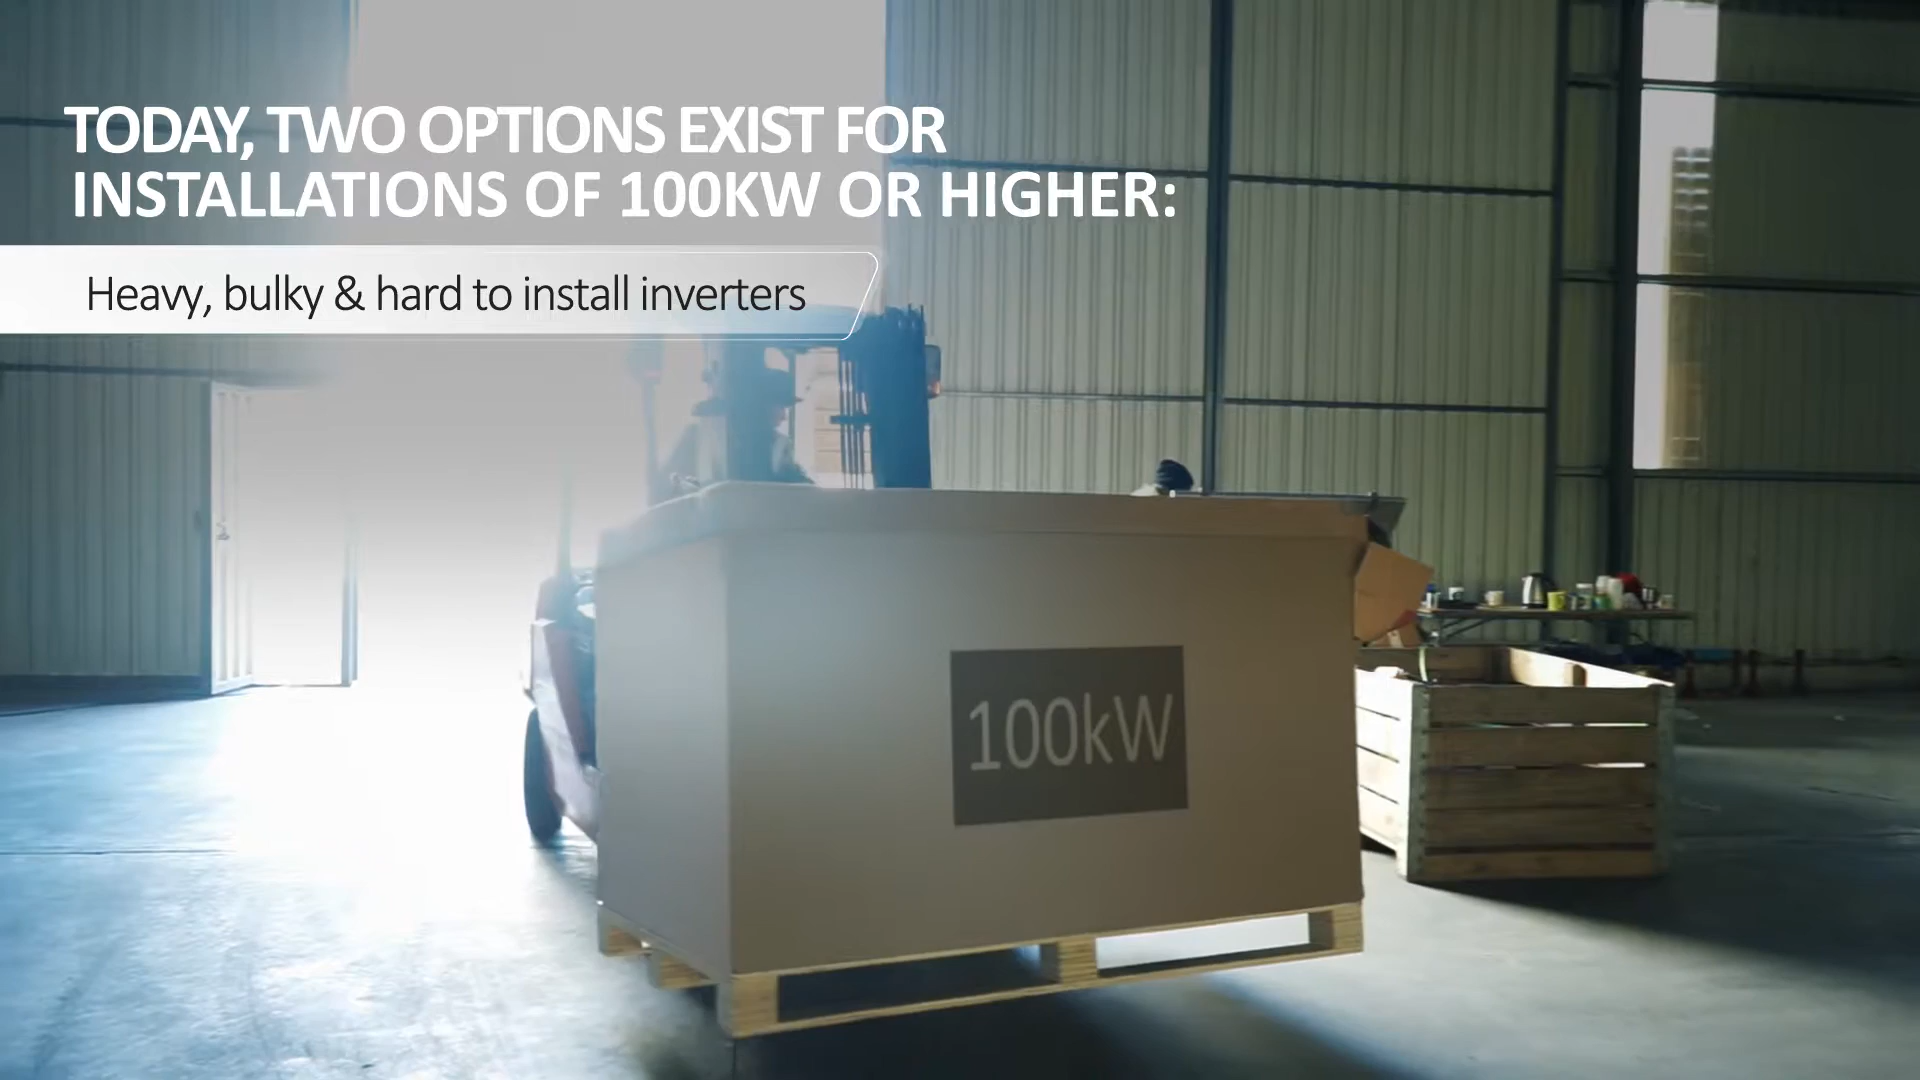 TODAY, TWO OPTIONS EXIST FOR
INSTALLATIONS OF 100KW OR HIGHER:
Heavy, bulky & hard to install inverters
100kW